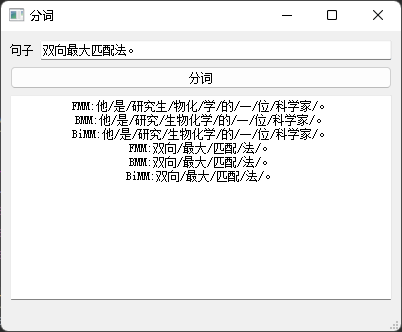 分词
句子 双向最大匹配法。
分词
FMM:他/是/研究生/物化/学/的/一/位/科学家/。
BMM:他/是/研究/生物化学/的/一/位/科学家/。
BiMM:他/是/研究/生物化学/的/一/位/科学家/。
FMM:双向/最大/匹配/法/。
BMM:双向/最大/匹配/法/。
BiMM:双向/最大/匹配/法/。